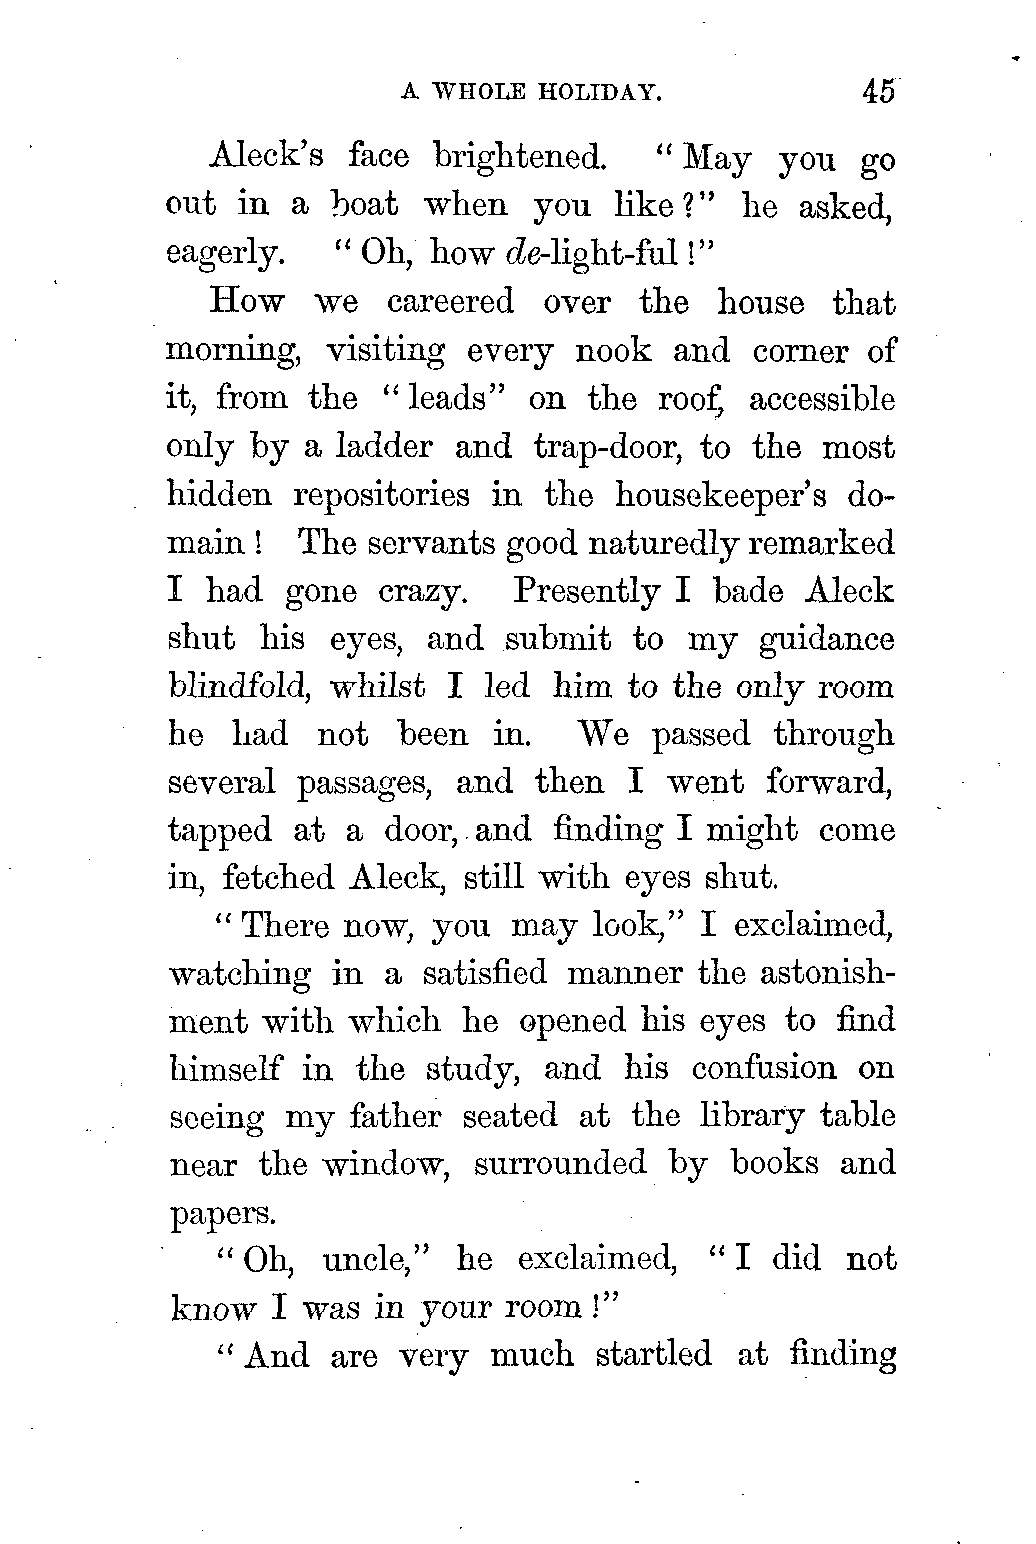 A WHOLE HOLIDAY. 45
Aleck's face brightened. "May you go
out in a boat when you like?" he asked,
eagerly. "Oh, how de-light-ful!"
How we careered over the house that
morning, visiting every nook and corner of
it, from the "leads" on the roof, accessible
only by a ladder and trap-door, to the most
hidden repositories in the housekeeper's do-
main! The servants good naturedly remarked
I had gone crazy. Presently I bade Aleck
shut his eyes, and submit to my guidance
blindfold, whilst I led him to the only room
he had not been in. We passed through
several passages, and then I went forward,
tapped at a door, and finding I might come
in, fetched Aleck, still with eyes shut.
"There now, you may look," I exclaimed,
watching in a satisfied manner the astonish-
ment with which he opened his eyes to find
himself in the study, and his confusion on
seeing my father seated at the library table
near the window, surrounded by books and
papers.
"Oh, uncle," he exclaimed, "I did not
know I was in your room!"
"And are very much startled at finding